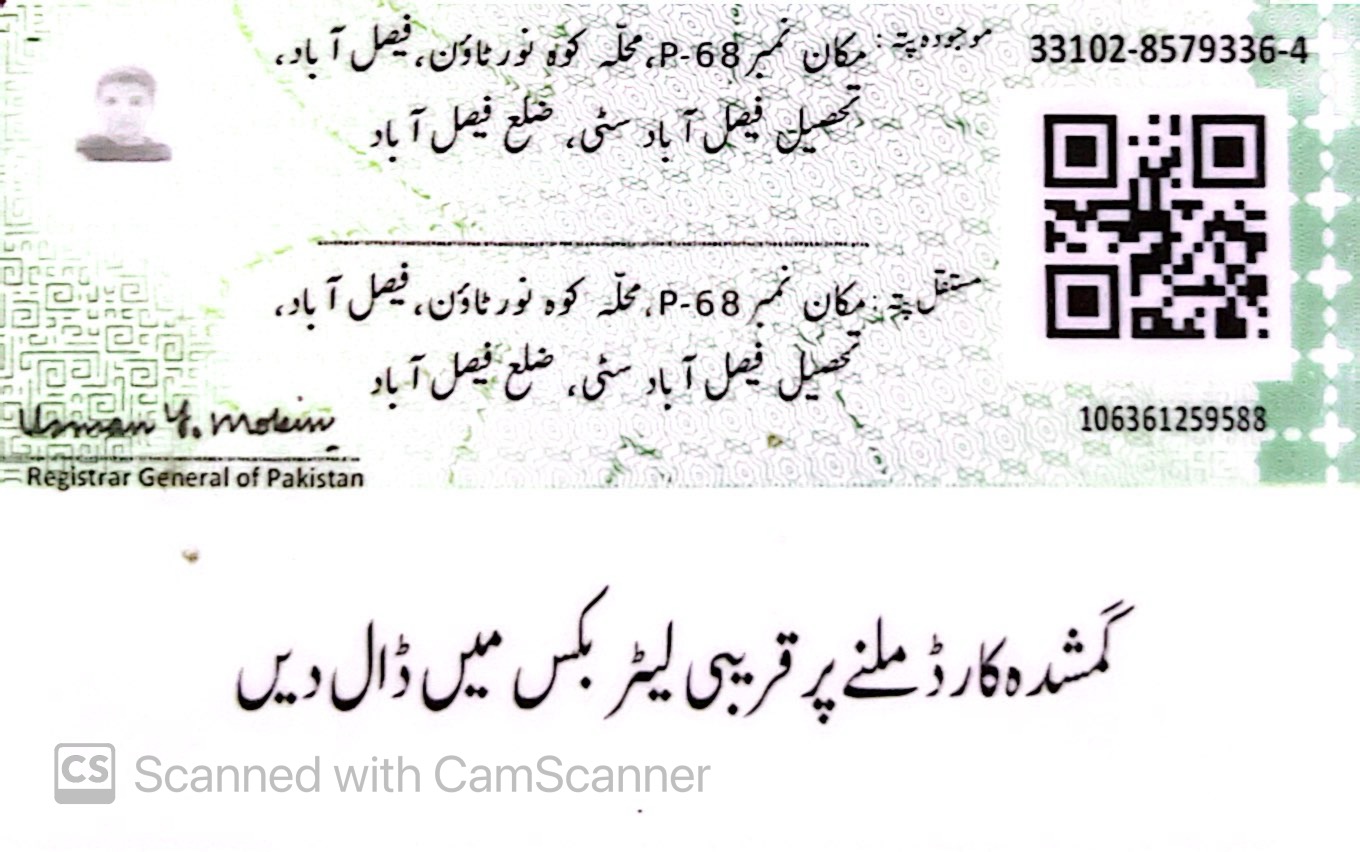 33102-8579336-4
موجودہ پتہ: مکان نمبر P-68، محلّہ کوہ نور ٹاؤن، فیصل آباد،
تحصیل فیصل آباد سٹی، ضلع فیصل آباد
مستقل پتہ: مکان نمبر P-68، محلّہ کوہ نور ٹاؤن، فیصل آباد،
تحصیل فیصل آباد سٹی، ضلع فیصل آباد
106361259588
Usman Y. Mobin
Registrar General of Pakistan
گمشدہ کارڈ ملنے پر قریبی لیٹر بکس میں ڈال دیں
CS Scanned with CamScanner